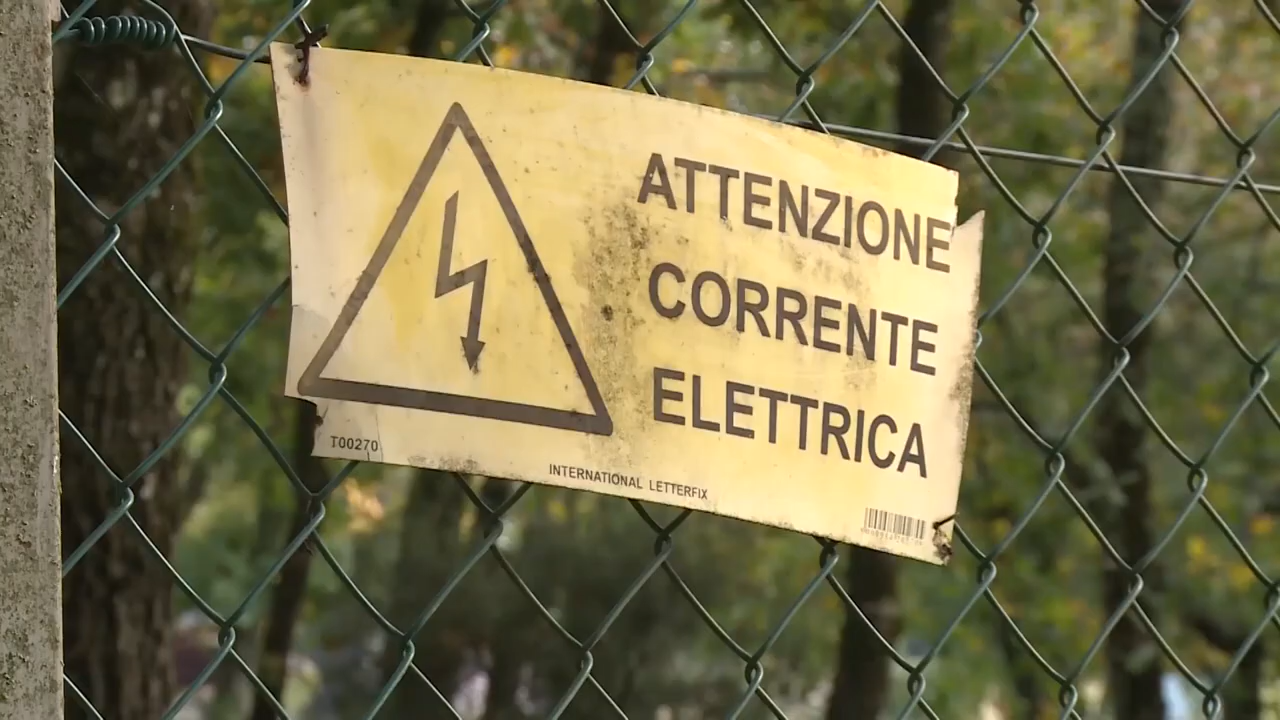 ATTENZIONE
CORRENTE
ELETTRICA
T00270
INTERNATIONAL LETTERFIX